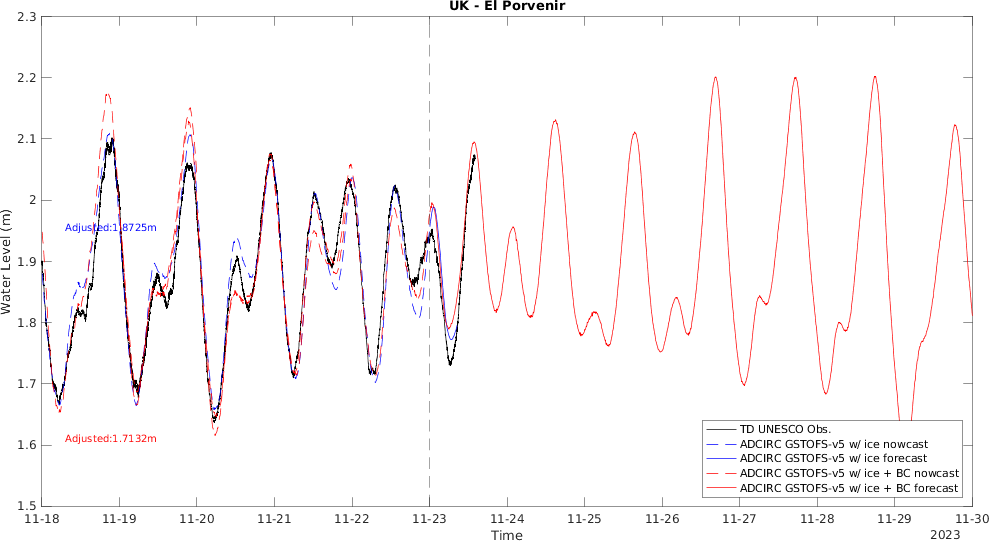 UK - El Porvenir
2.3
2.2
2.1
2
1.9
1.8
1.7
1.6
1.5
Water Level (m)
Adjusted:1.8725m
Adjusted:1.7132m
TD UNESCO Obs.
ADCIRC GSTOFS-v5 w/ ice nowcast
ADCIRC GSTOFS-v5 w/ ice forecast
ADCIRC GSTOFS-v5 w/ ice + BC nowcast
ADCIRC GSTOFS-v5 w/ ice + BC forecast
11-18 11-19 11-20 11-21 11-22 11-23 11-24 11-25 11-26 11-27 11-28 11-29 11-30
Time
2023